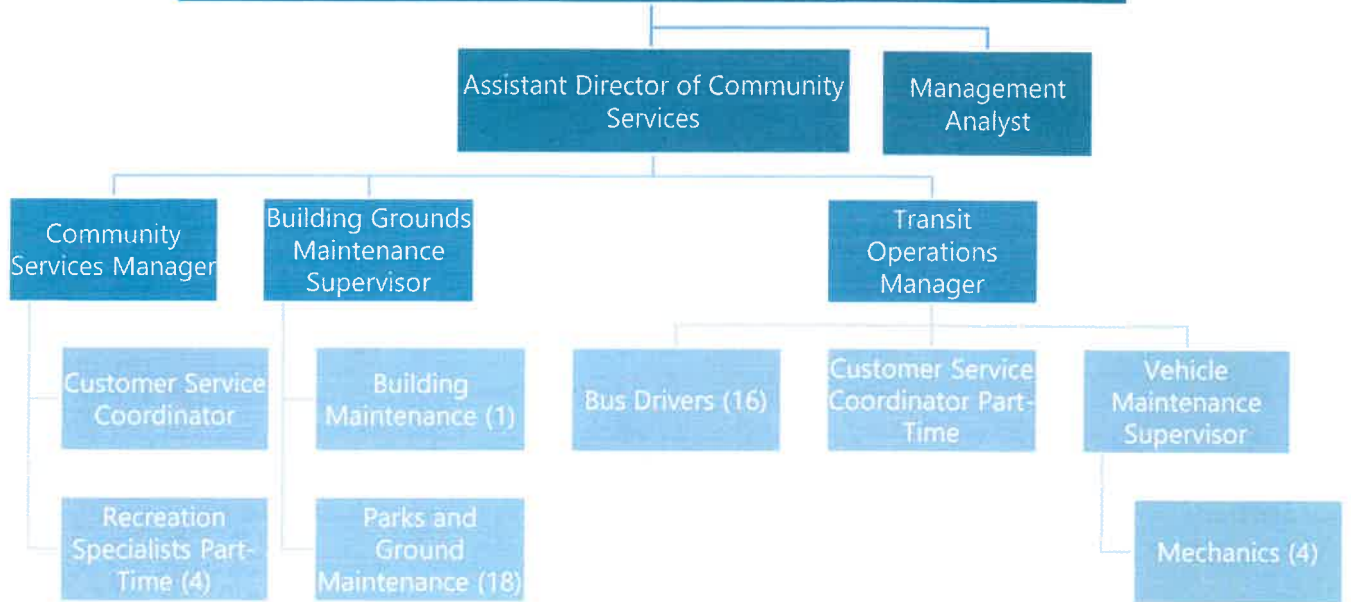 Assistant Director of Community
Services
Management
Analyst
Community
Services Manager
Building Grounds
Maintenance
Supervisor
Transit
Operations
Manager
Customer Service
Coordinator
Building
Maintenance (1)
Bus Drivers (16)
Customer Service
Coordinator Part-
Time
Vehicle
Maintenance
Supervisor
Recreation
Specialists Part-
Time (4)
Parks and
Ground
Maintenance (18)
Mechanics (4)